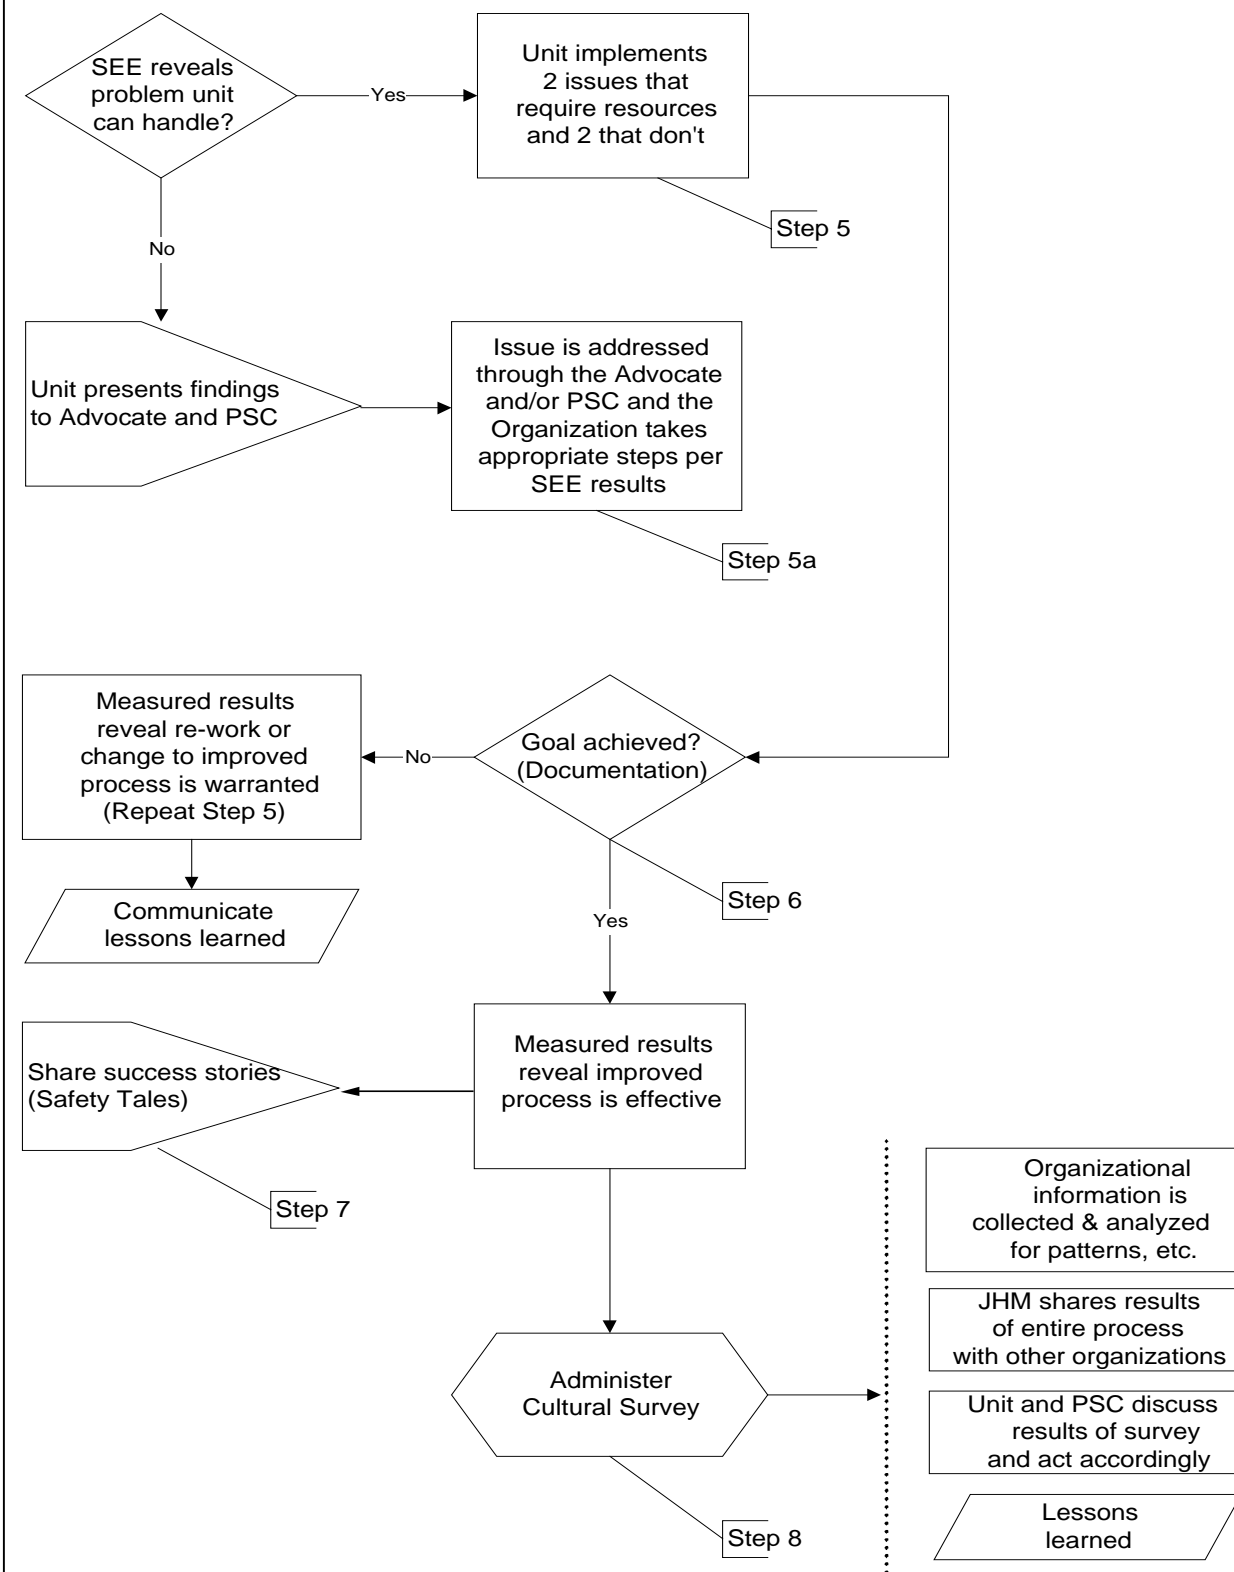 SEE reveals
problem unit
can handle?
Yes
Unit implements
2 issues that
require resources
and 2 that don't
Step 5
No
Unit presents findings
to Advocate and PSC
Issue is addressed
through the Advocate
and/or PSC and the
Organization takes
appropriate steps per
SEE results
Step 5a
Measured results
reveal re-work or
change to improved
process is warranted
(Repeat Step 5)
No
Goal achieved?
(Documentation)
Communicate
lessons learned
Step 6
Yes
Share success stories
(Safety Tales)
Measured results
reveal improved
process is effective
Step 7
Organizational
information is
collected & analyzed
for patterns, etc.
JHM shares results
of entire process
with other organizations
Administer
Cultural Survey
Unit and PSC discuss
results of survey
and act accordingly
Step 8
Lessons
learned